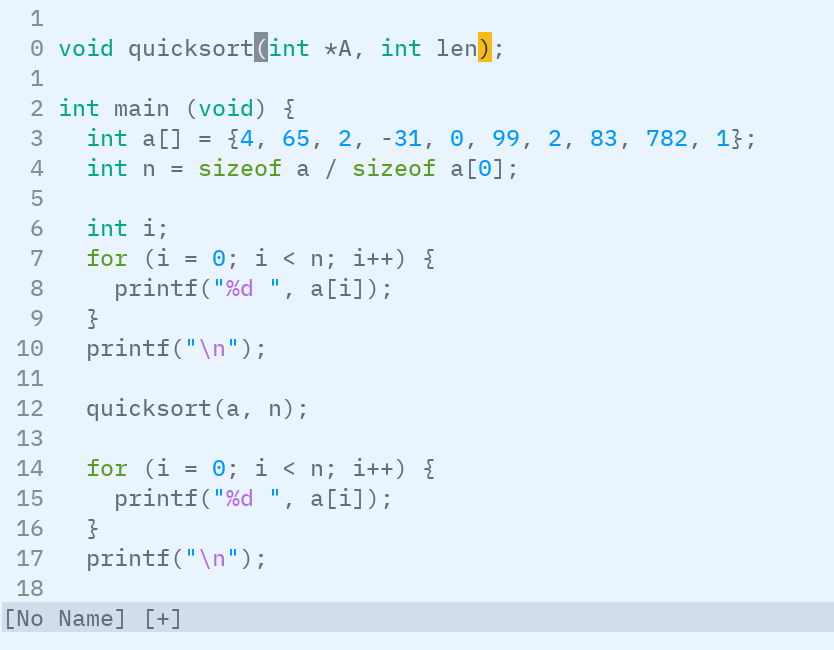 1
0 void quicksort(int *A, int len);
1
2 int main (void) {
3   int a[] = {4, 65, 2, -31, 0, 99, 2, 83, 782, 1};
4   int n = sizeof a / sizeof a[0];
5
6   int i;
7   for (i = 0; i < n; i++) {
8     printf("%d ", a[i]);
9   }
10   printf("\n");
11
12   quicksort(a, n);
13
14   for (i = 0; i < n; i++) {
15     printf("%d ", a[i]);
16   }
17   printf("\n");
18
[No Name] [+]